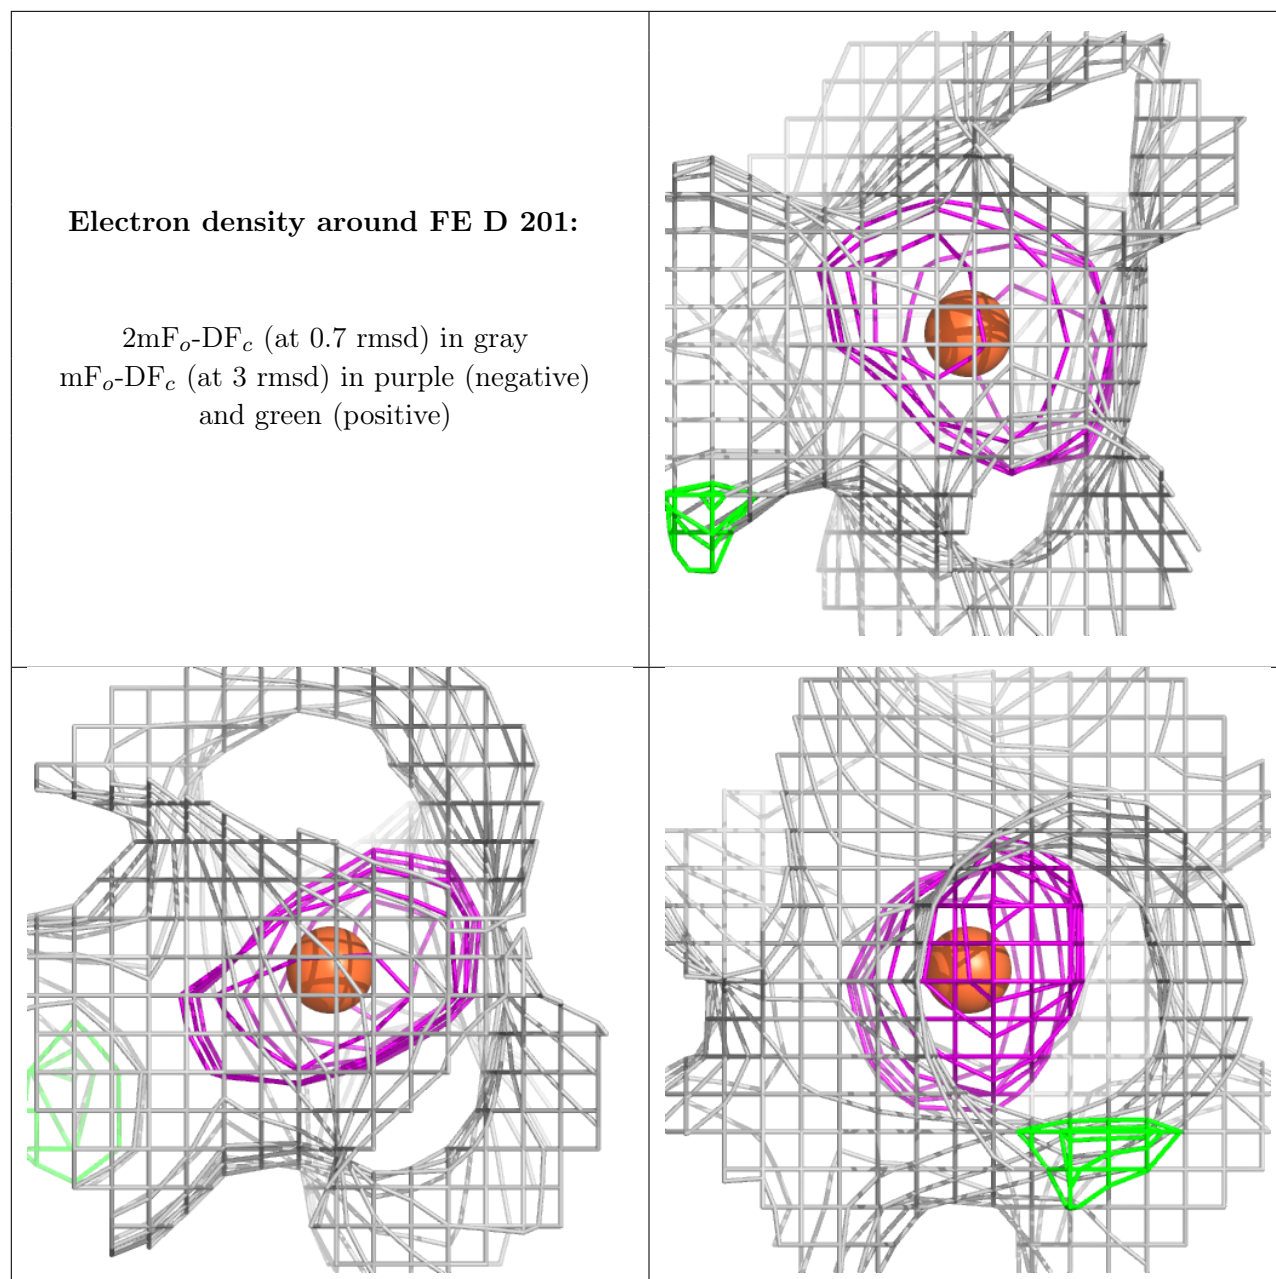 Electron density around FE D 201:
2mFo-DFc (at 0.7 rmsd) in gray
mFo-DFc (at 3 rmsd) in purple (negative)
and green (positive)